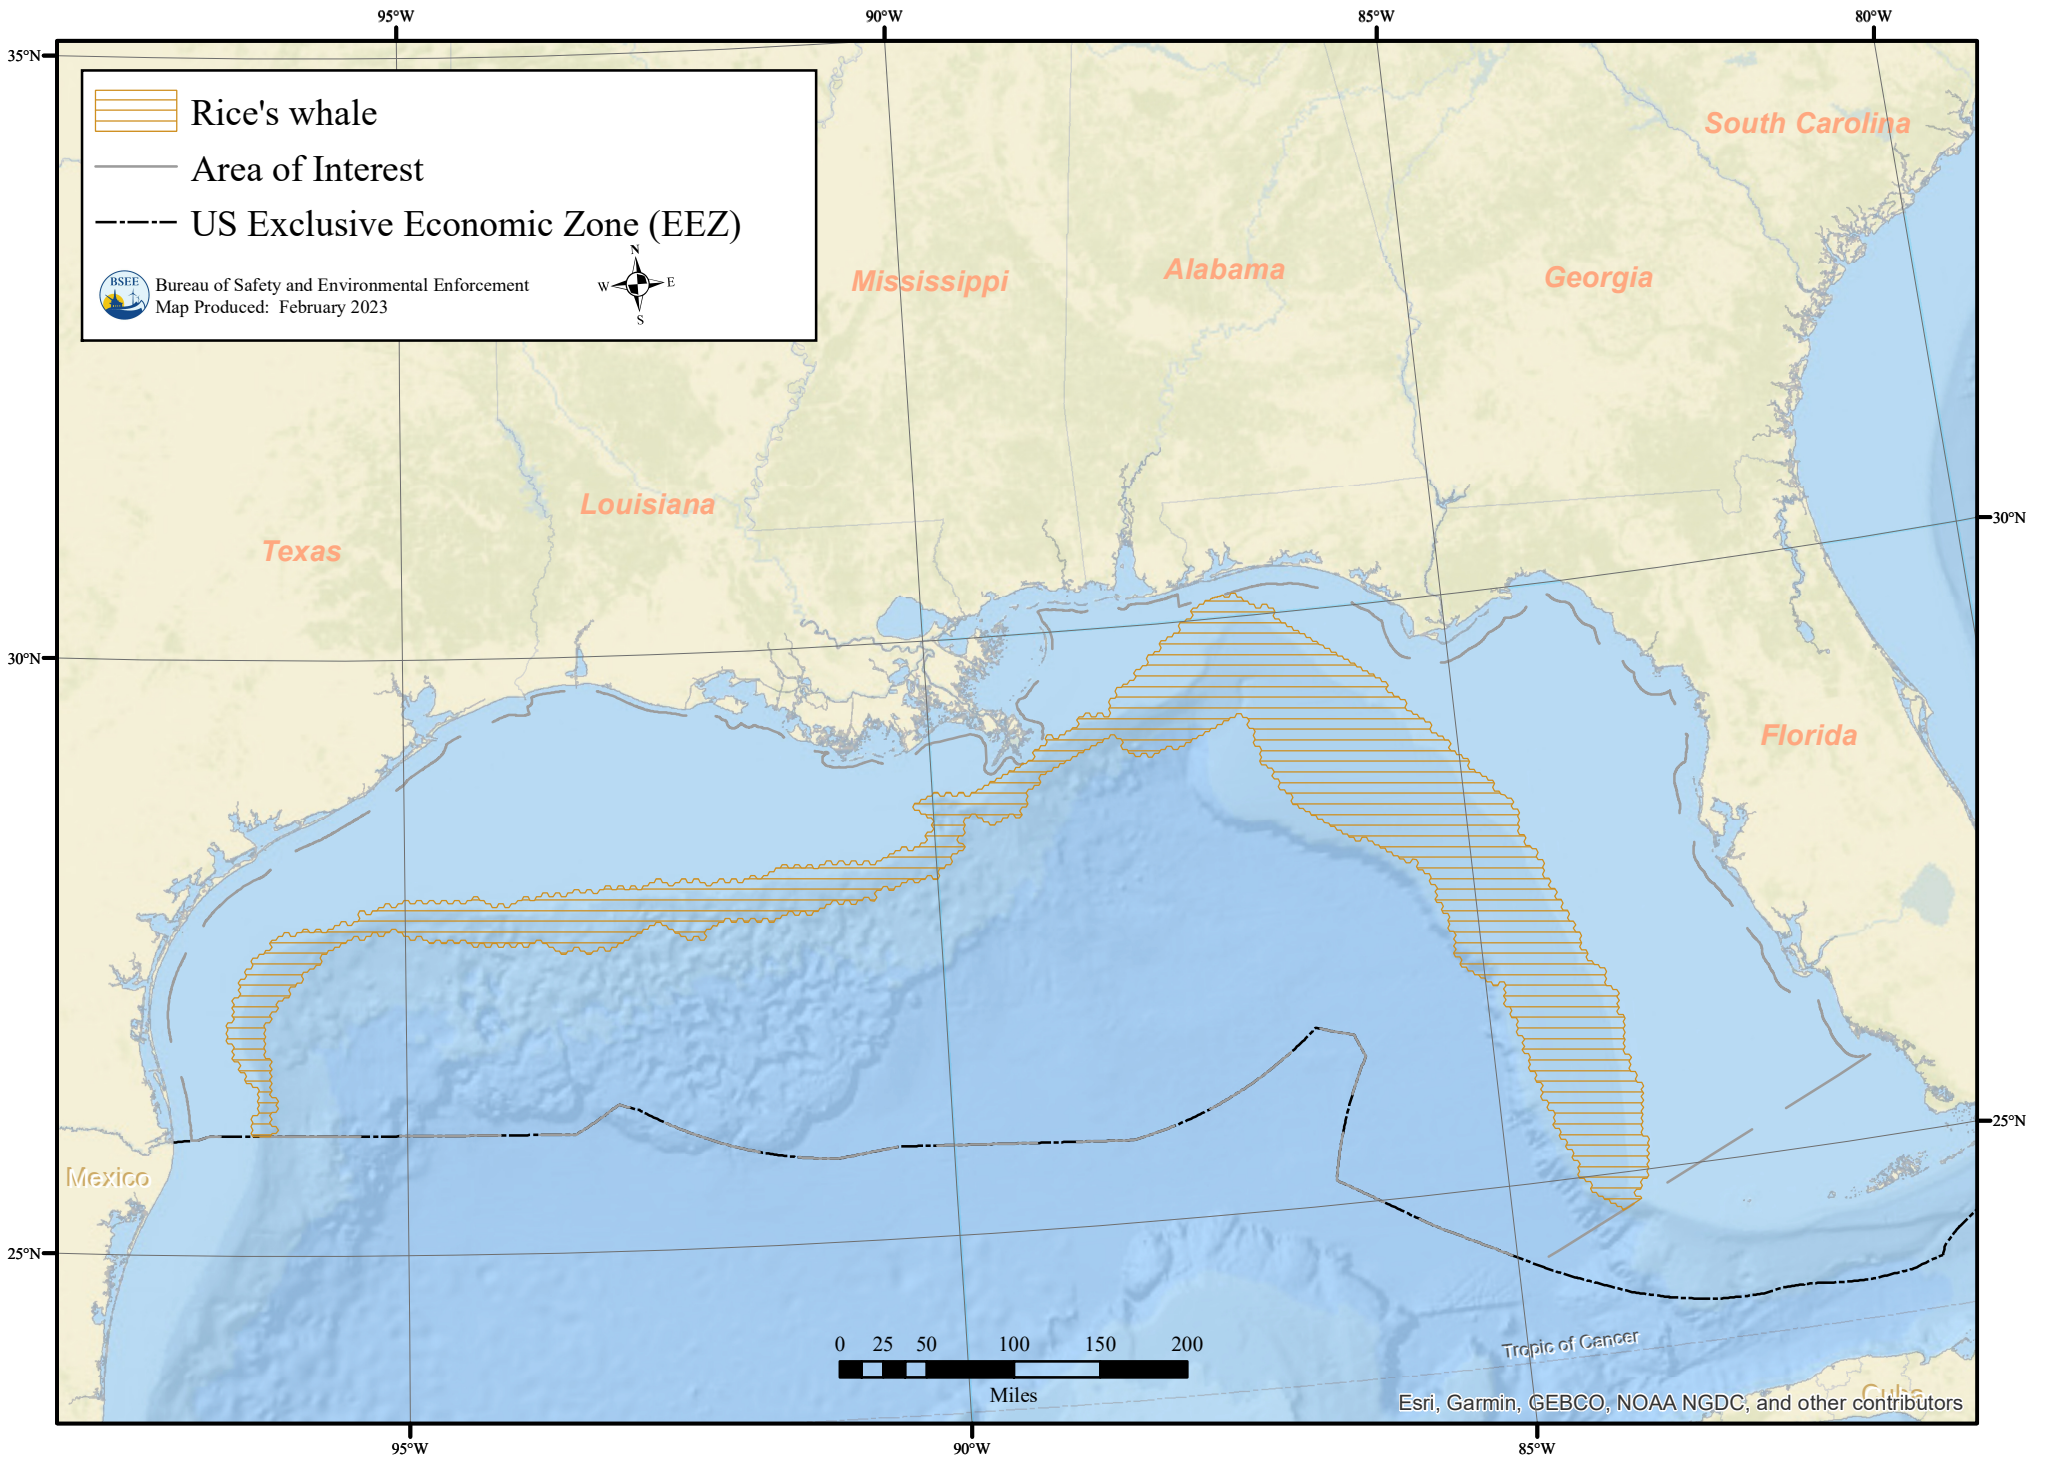 95°W 90°W 85°W 80°W
35°N
Rice's whale
Area of Interest
US Exclusive Economic Zone (EEZ)
BSEE
Bureau of Safety and Environmental Enforcement
Map Produced: February 2023
N
W E
S
South Carolina
Mississippi
Alabama
Georgia
Louisiana
Texas
30°N
30°N
Florida
25°N
Mexico
25°N
0 25 50 100 150 200
Miles
Tropic of Cancer
Cuba
Esri, Garmin, GEBCO, NOAA NGDC, and other contributors
95°W 90°W 85°W